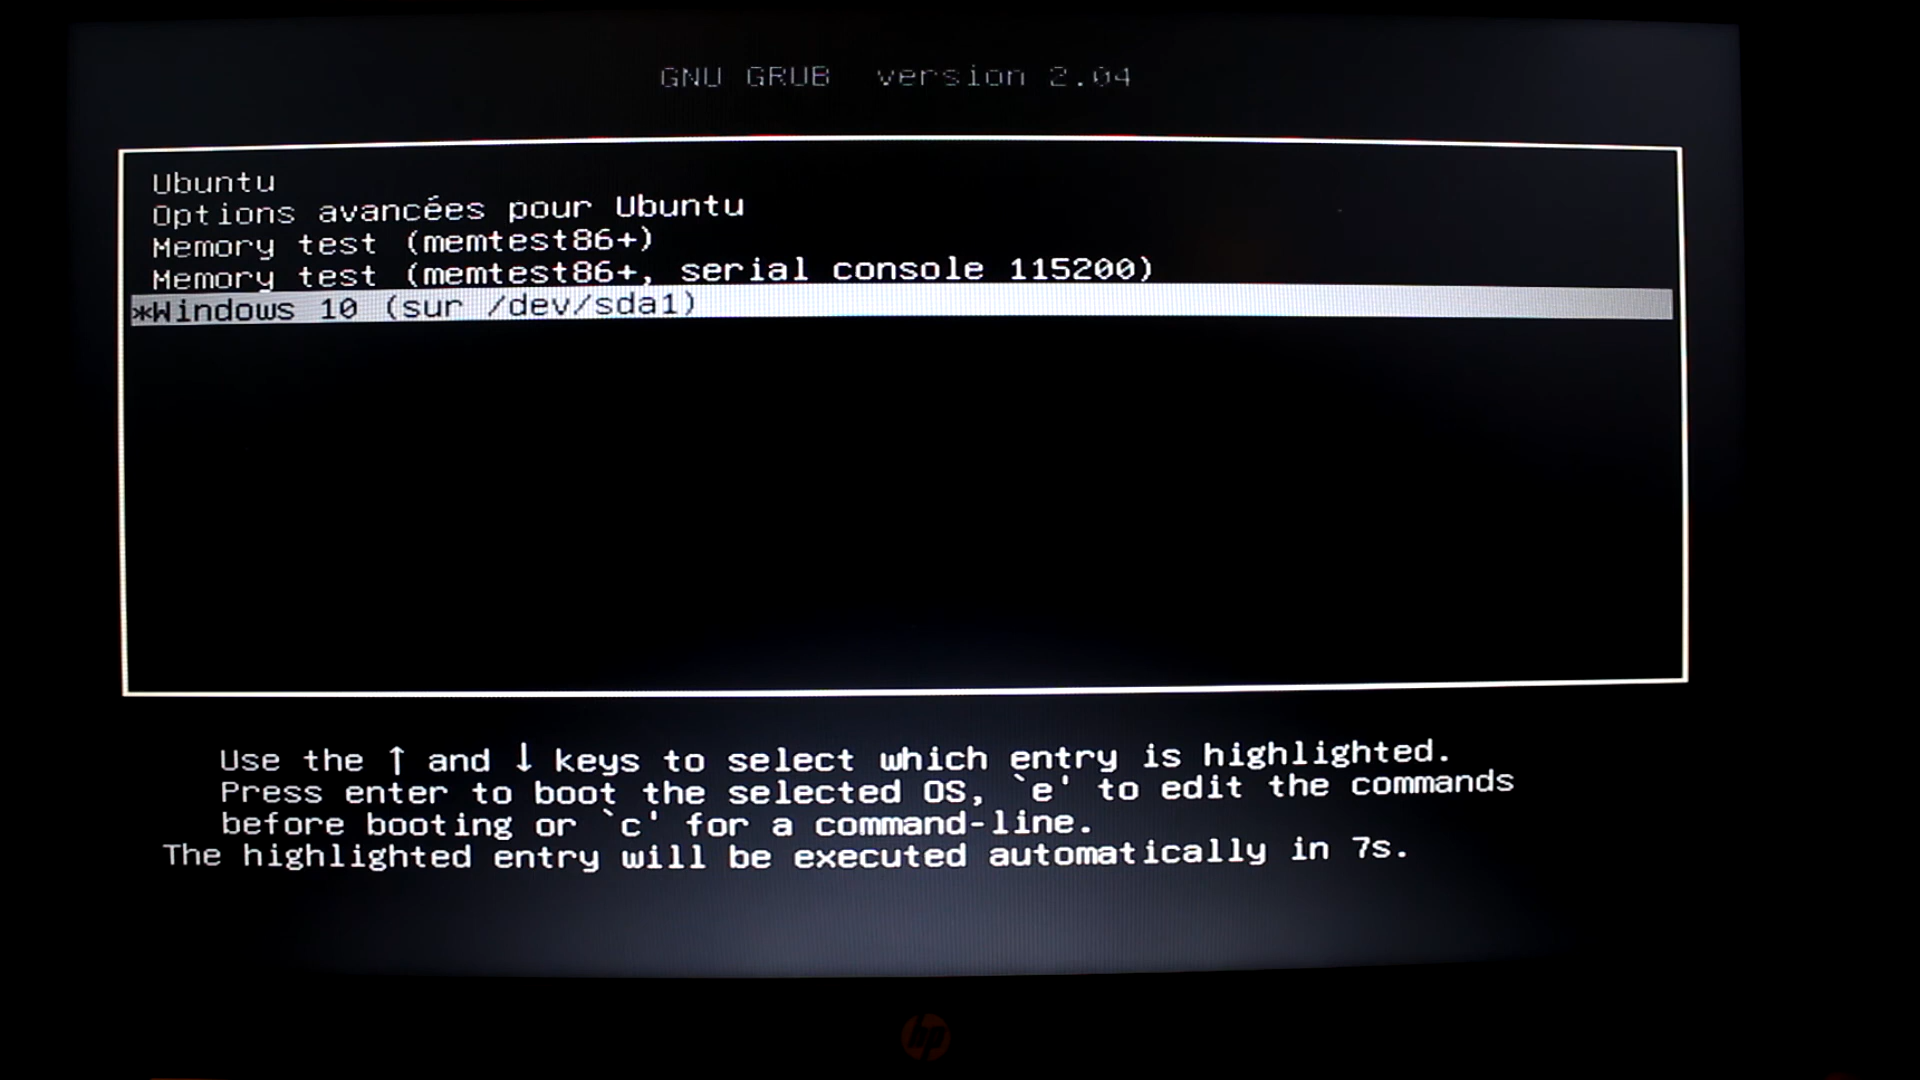 GNU GRUB  version 2.04
Ubuntu
Options avancées pour Ubuntu
Memory test (memtest86+)
Memory test (memtest86+, serial console 115200)
*Windows 10 (sur /dev/sda1)
Use the ↑ and ↓ keys to select which entry is highlighted.
Press enter to boot the selected OS, `e' to edit the commands
before booting or `c' for a command-line.
The highlighted entry will be executed automatically in 7s.
hp